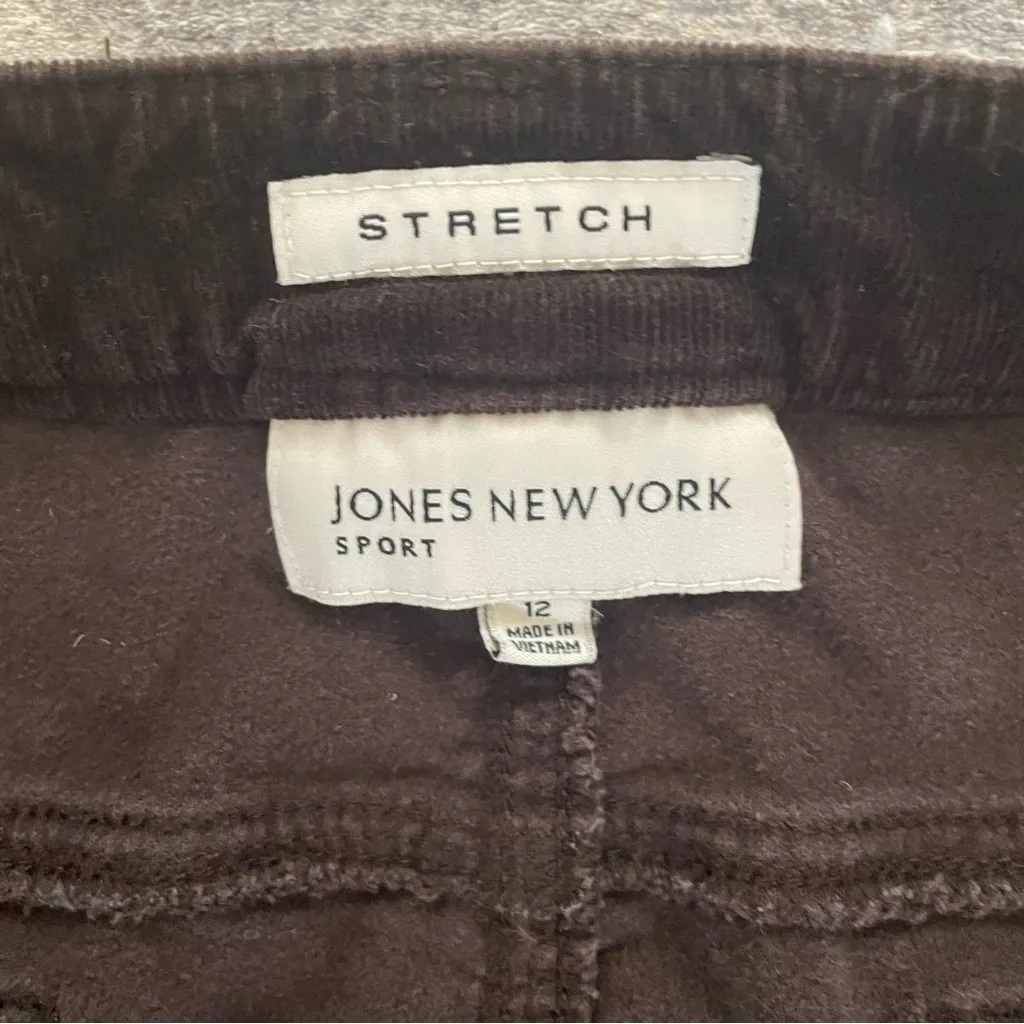 STRETCH
JONES NEW YORK
SPORT
12
MADE IN
VIETNAM